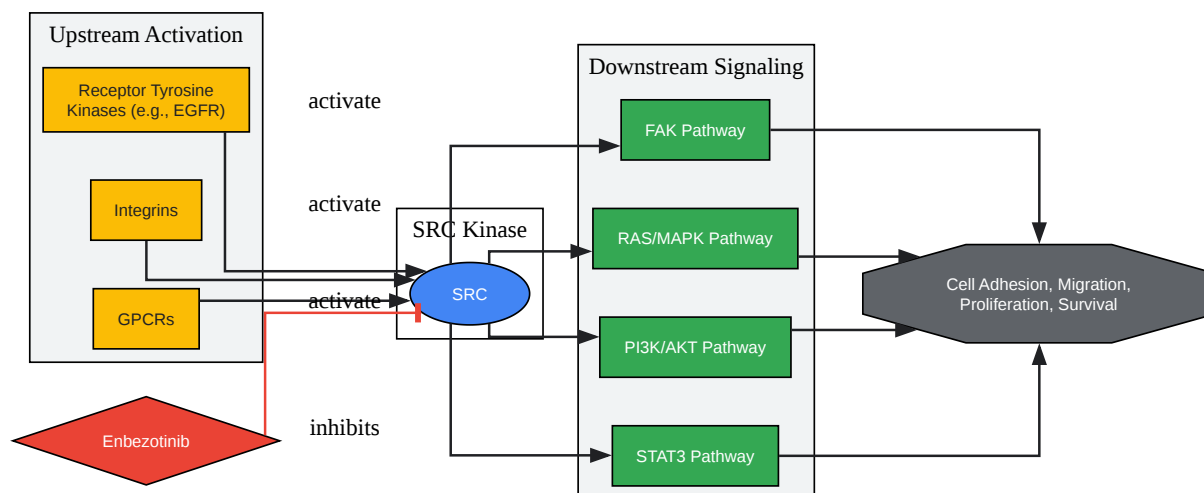 Upstream Activation
Receptor Tyrosine
Kinases (e.g., EGFR)
Integrins
GPCRs
Enbezotinib
activate
activate
activate
inhibits
SRC Kinase
SRC
Downstream Signaling
FAK Pathway
RAS/MAPK Pathway
PI3K/AKT Pathway
STAT3 Pathway
Cell Adhesion, Migration,
Proliferation, Survival